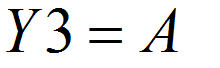 Y3 = A